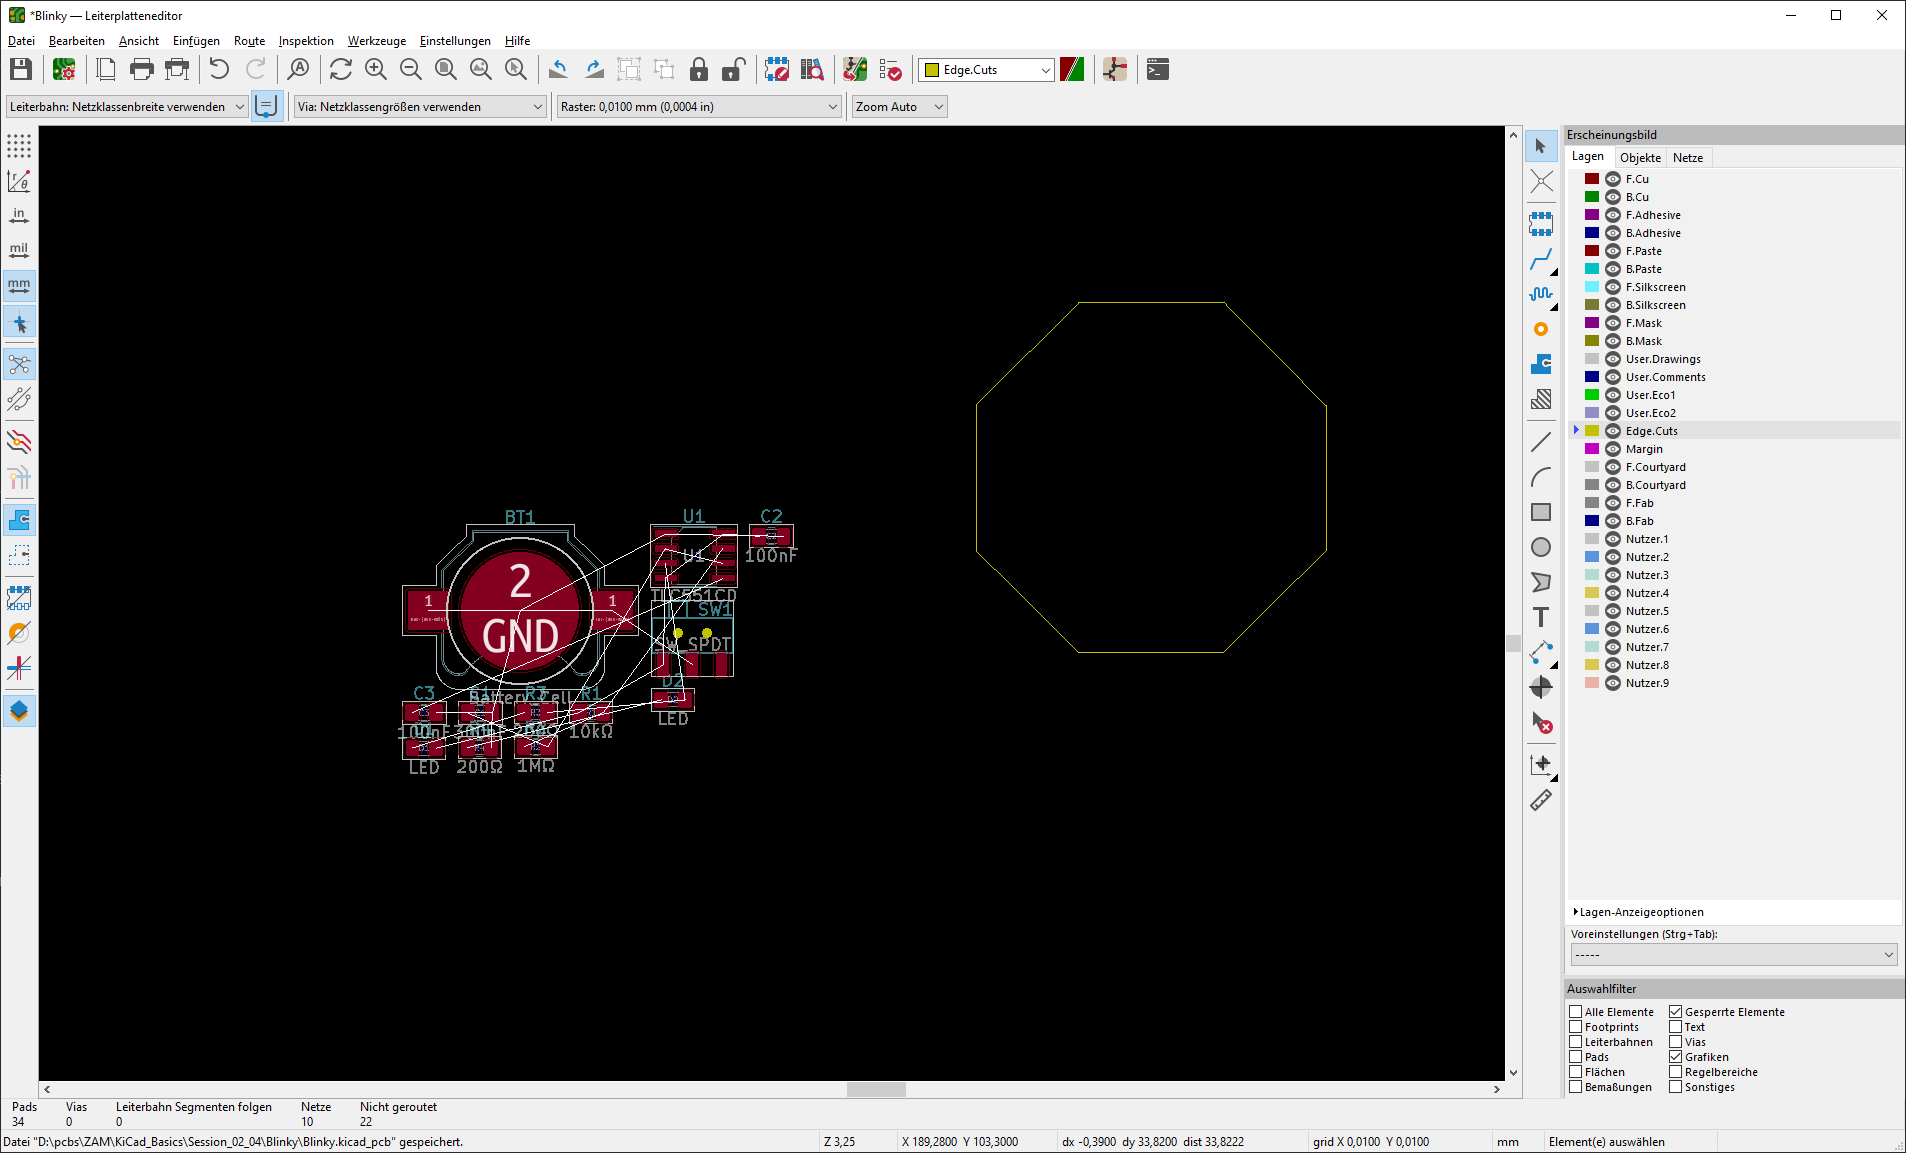 *Blinky — Leiterplatteneditor
Datei Bearbeiten Ansicht Einfügen Route Inspektion Werkzeuge Einstellungen Hilfe
Edge.Cuts
Leiterbahn: Netzklassenbreite verwenden
Via: Netzklassengrößen verwenden
Raster: 0,0100 mm (0,0004 in)
Zoom Auto
in
mil
mm
BT1
U1
C2
1
2
1
GND
U1
100nF
TLC551CD
SW1
SW_SPDT
D2
LED
C3
R3
R1
Battery_Cell
100nF
10kΩ
LED
200Ω
1MΩ
Erscheinungsbild
Lagen Objekte Netze
F.Cu
B.Cu
F.Adhesive
B.Adhesive
F.Paste
B.Paste
F.Silkscreen
B.Silkscreen
F.Mask
B.Mask
User.Drawings
User.Comments
User.Eco1
User.Eco2
Edge.Cuts
Margin
F.Courtyard
B.Courtyard
F.Fab
B.Fab
Nutzer.1
Nutzer.2
Nutzer.3
Nutzer.4
Nutzer.5
Nutzer.6
Nutzer.7
Nutzer.8
Nutzer.9
Lagen-Anzeigeoptionen
Voreinstellungen (Strg+Tab):
-----
Auswahlfilter
Alle Elemente Gesperrte Elemente
Footprints Text
Leiterbahnen Vias
Pads Grafiken
Flächen Regelbereiche
Bemaßungen Sonstiges
Pads Vias Leiterbahn Segmenten folgen Netze Nicht geroutet
34 0 0 10 22
Datei "D:\pcbs\ZAM\KiCad_Basics\Session_02_04\Blinky\Blinky.kicad_pcb" gespeichert. Z 3,25 X 189,2800 Y 103,3000 dx -0,3900 dy 33,8200 dist 33,8222 grid X 0,0100 Y 0,0100 mm Element(e) auswählen